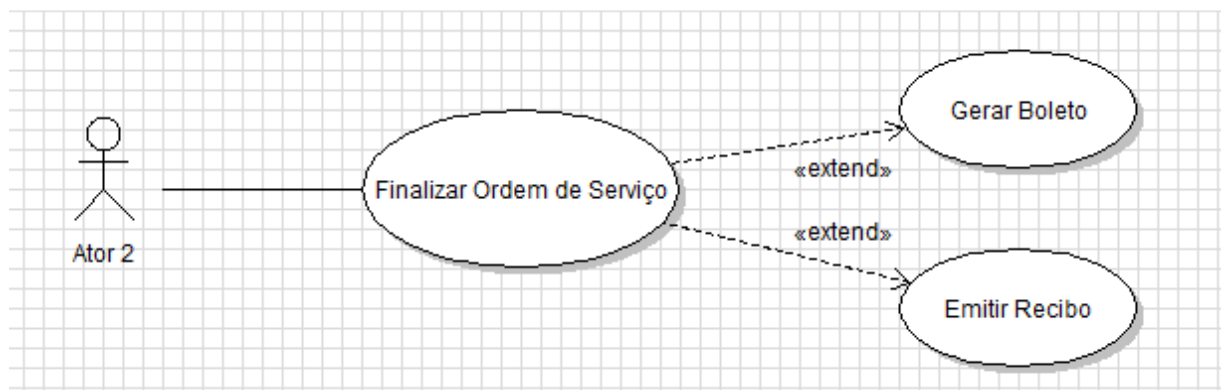 Gerar Boleto
«extend»
Finalizar Ordem de Serviço
«extend»
Ator 2
Emitir Recibo